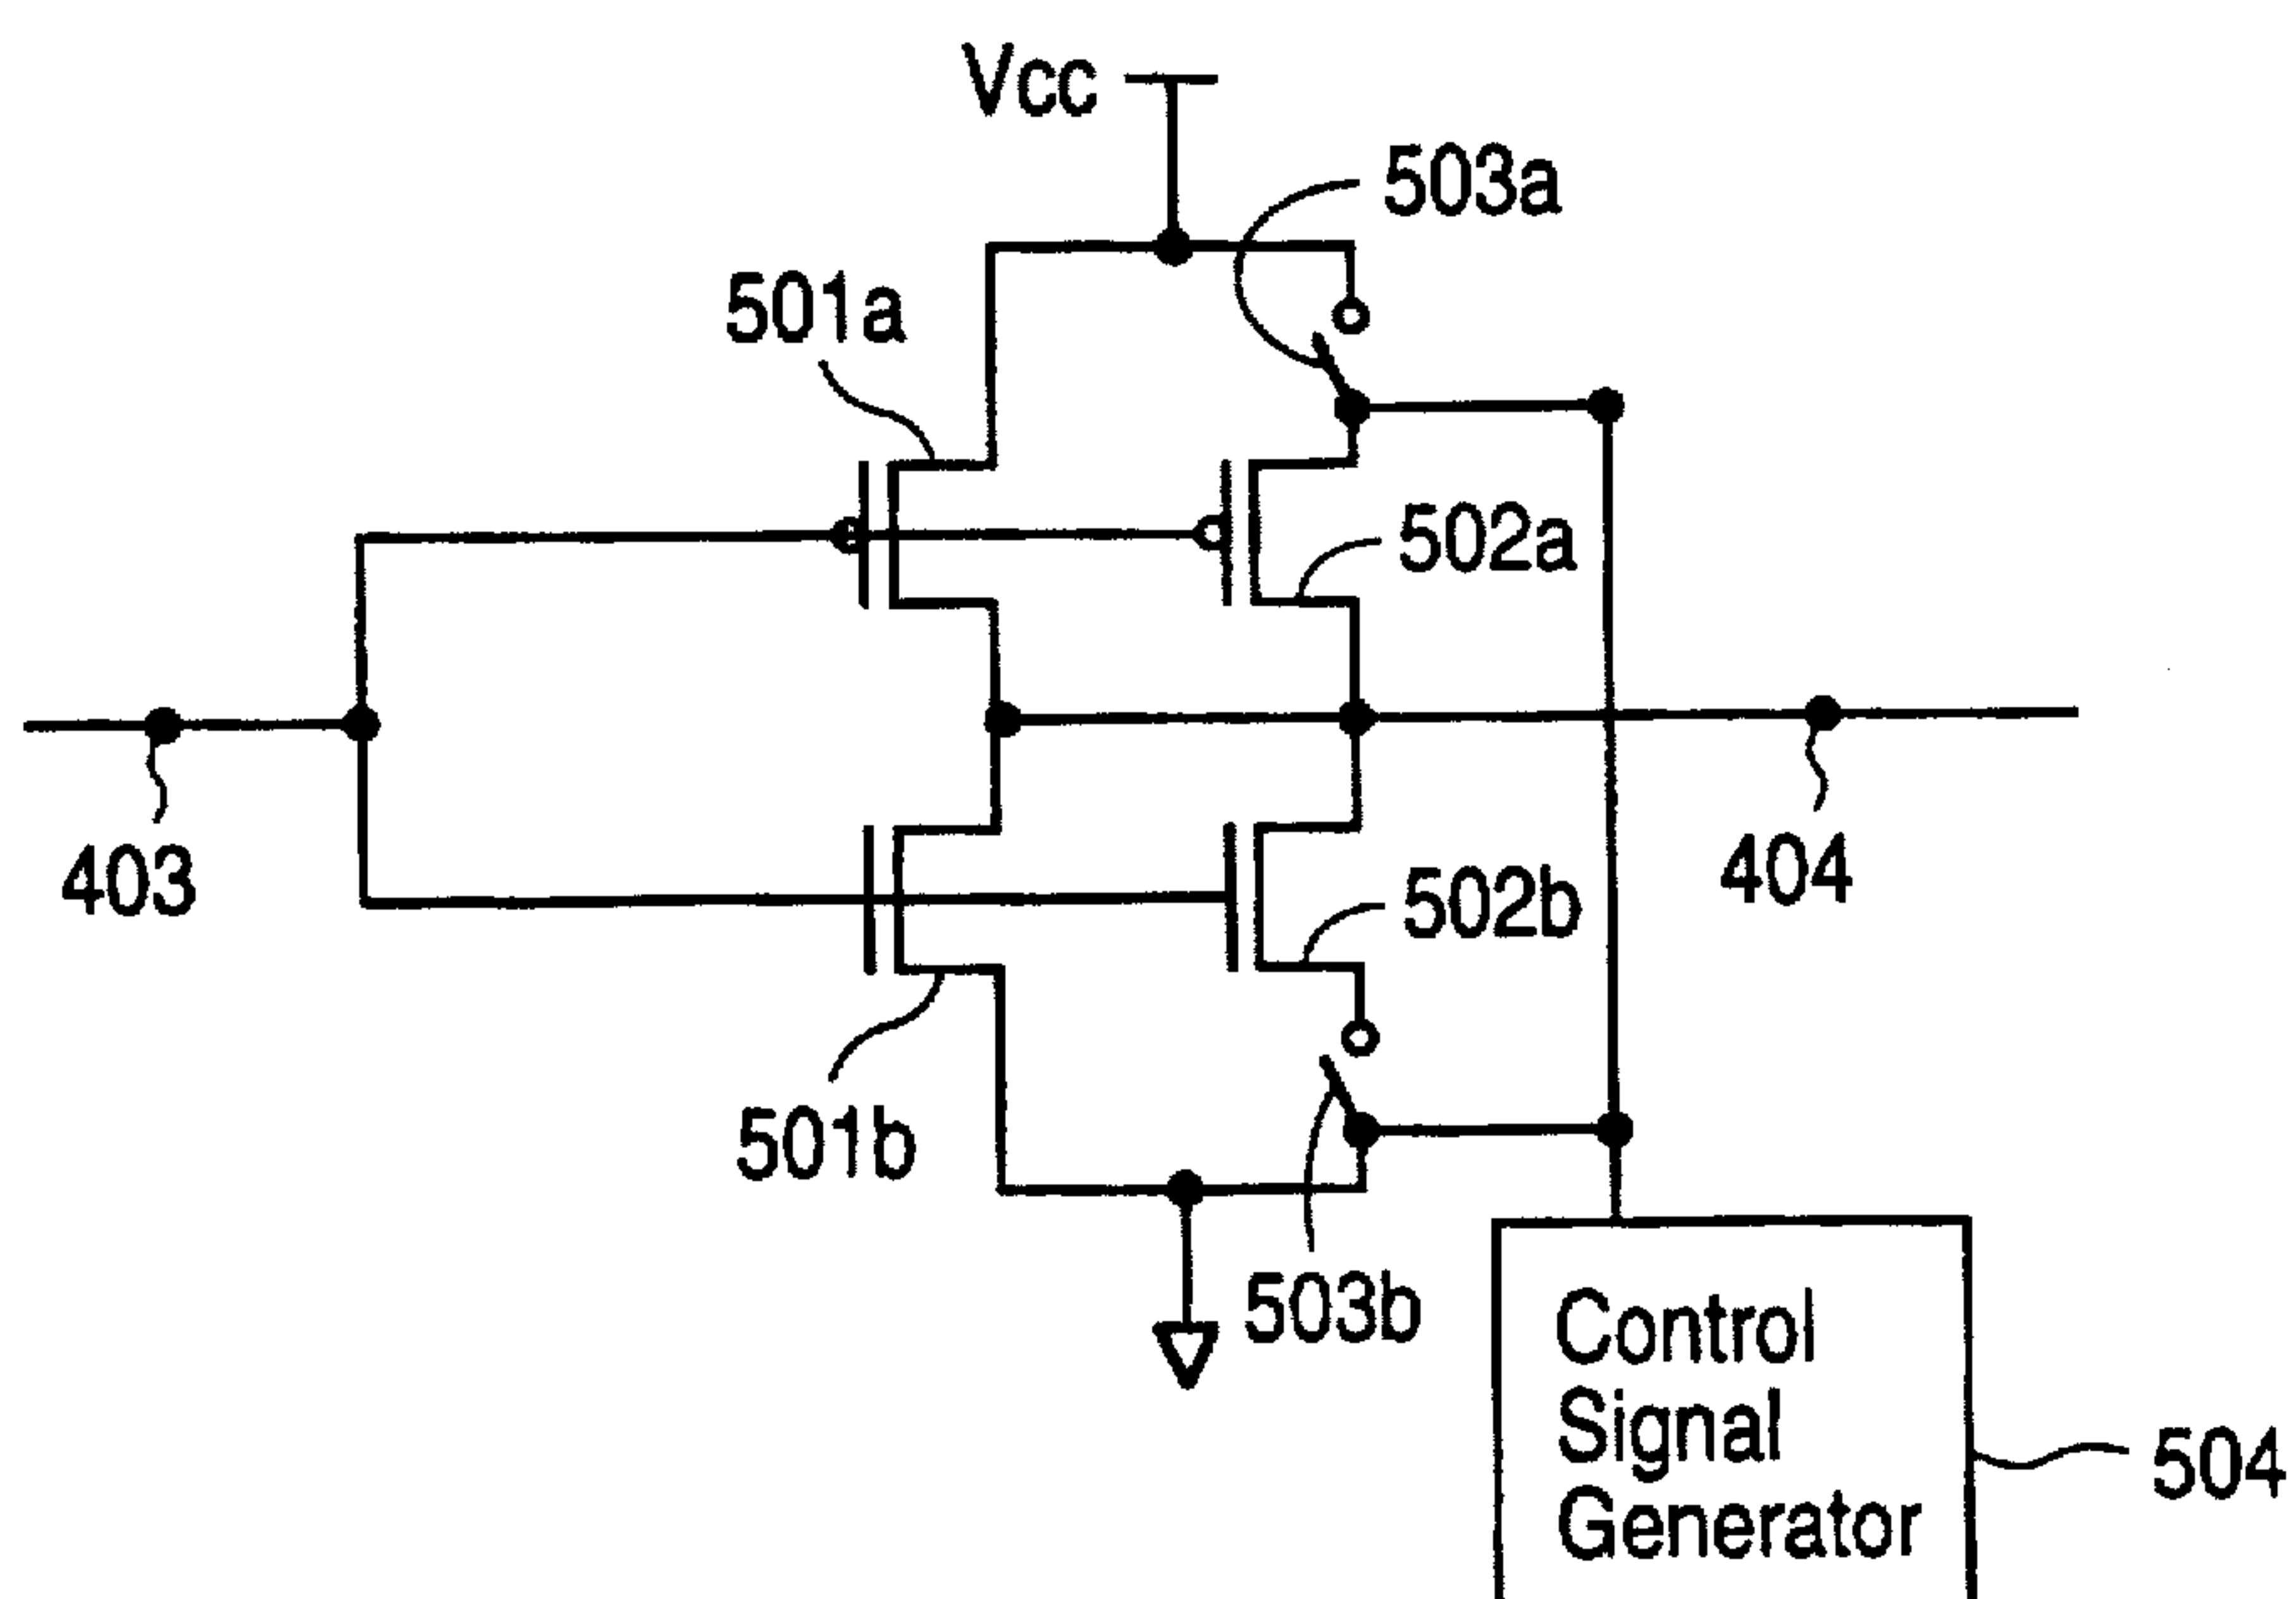 Vcc
503a
501a
502a
403
404
502b
501b
503b
Control
Signal
Generator
504